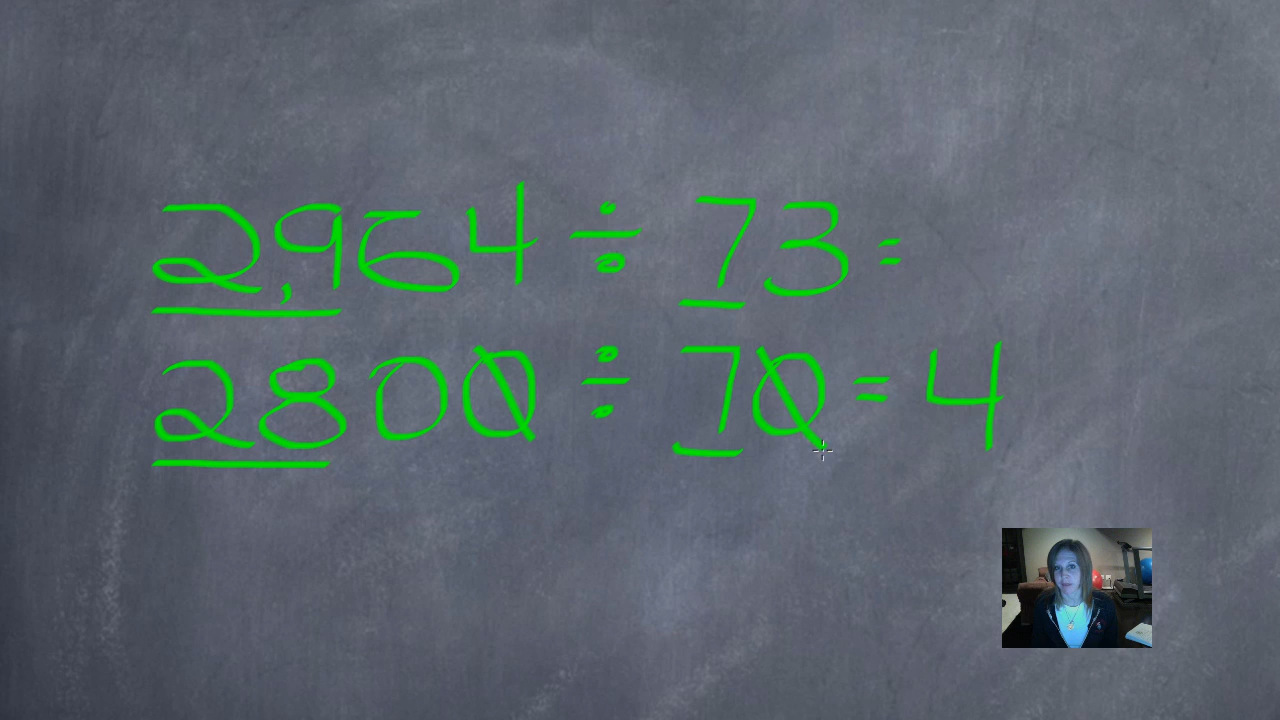 2,964 ÷ 73 =
2800 ÷ 70 = 4